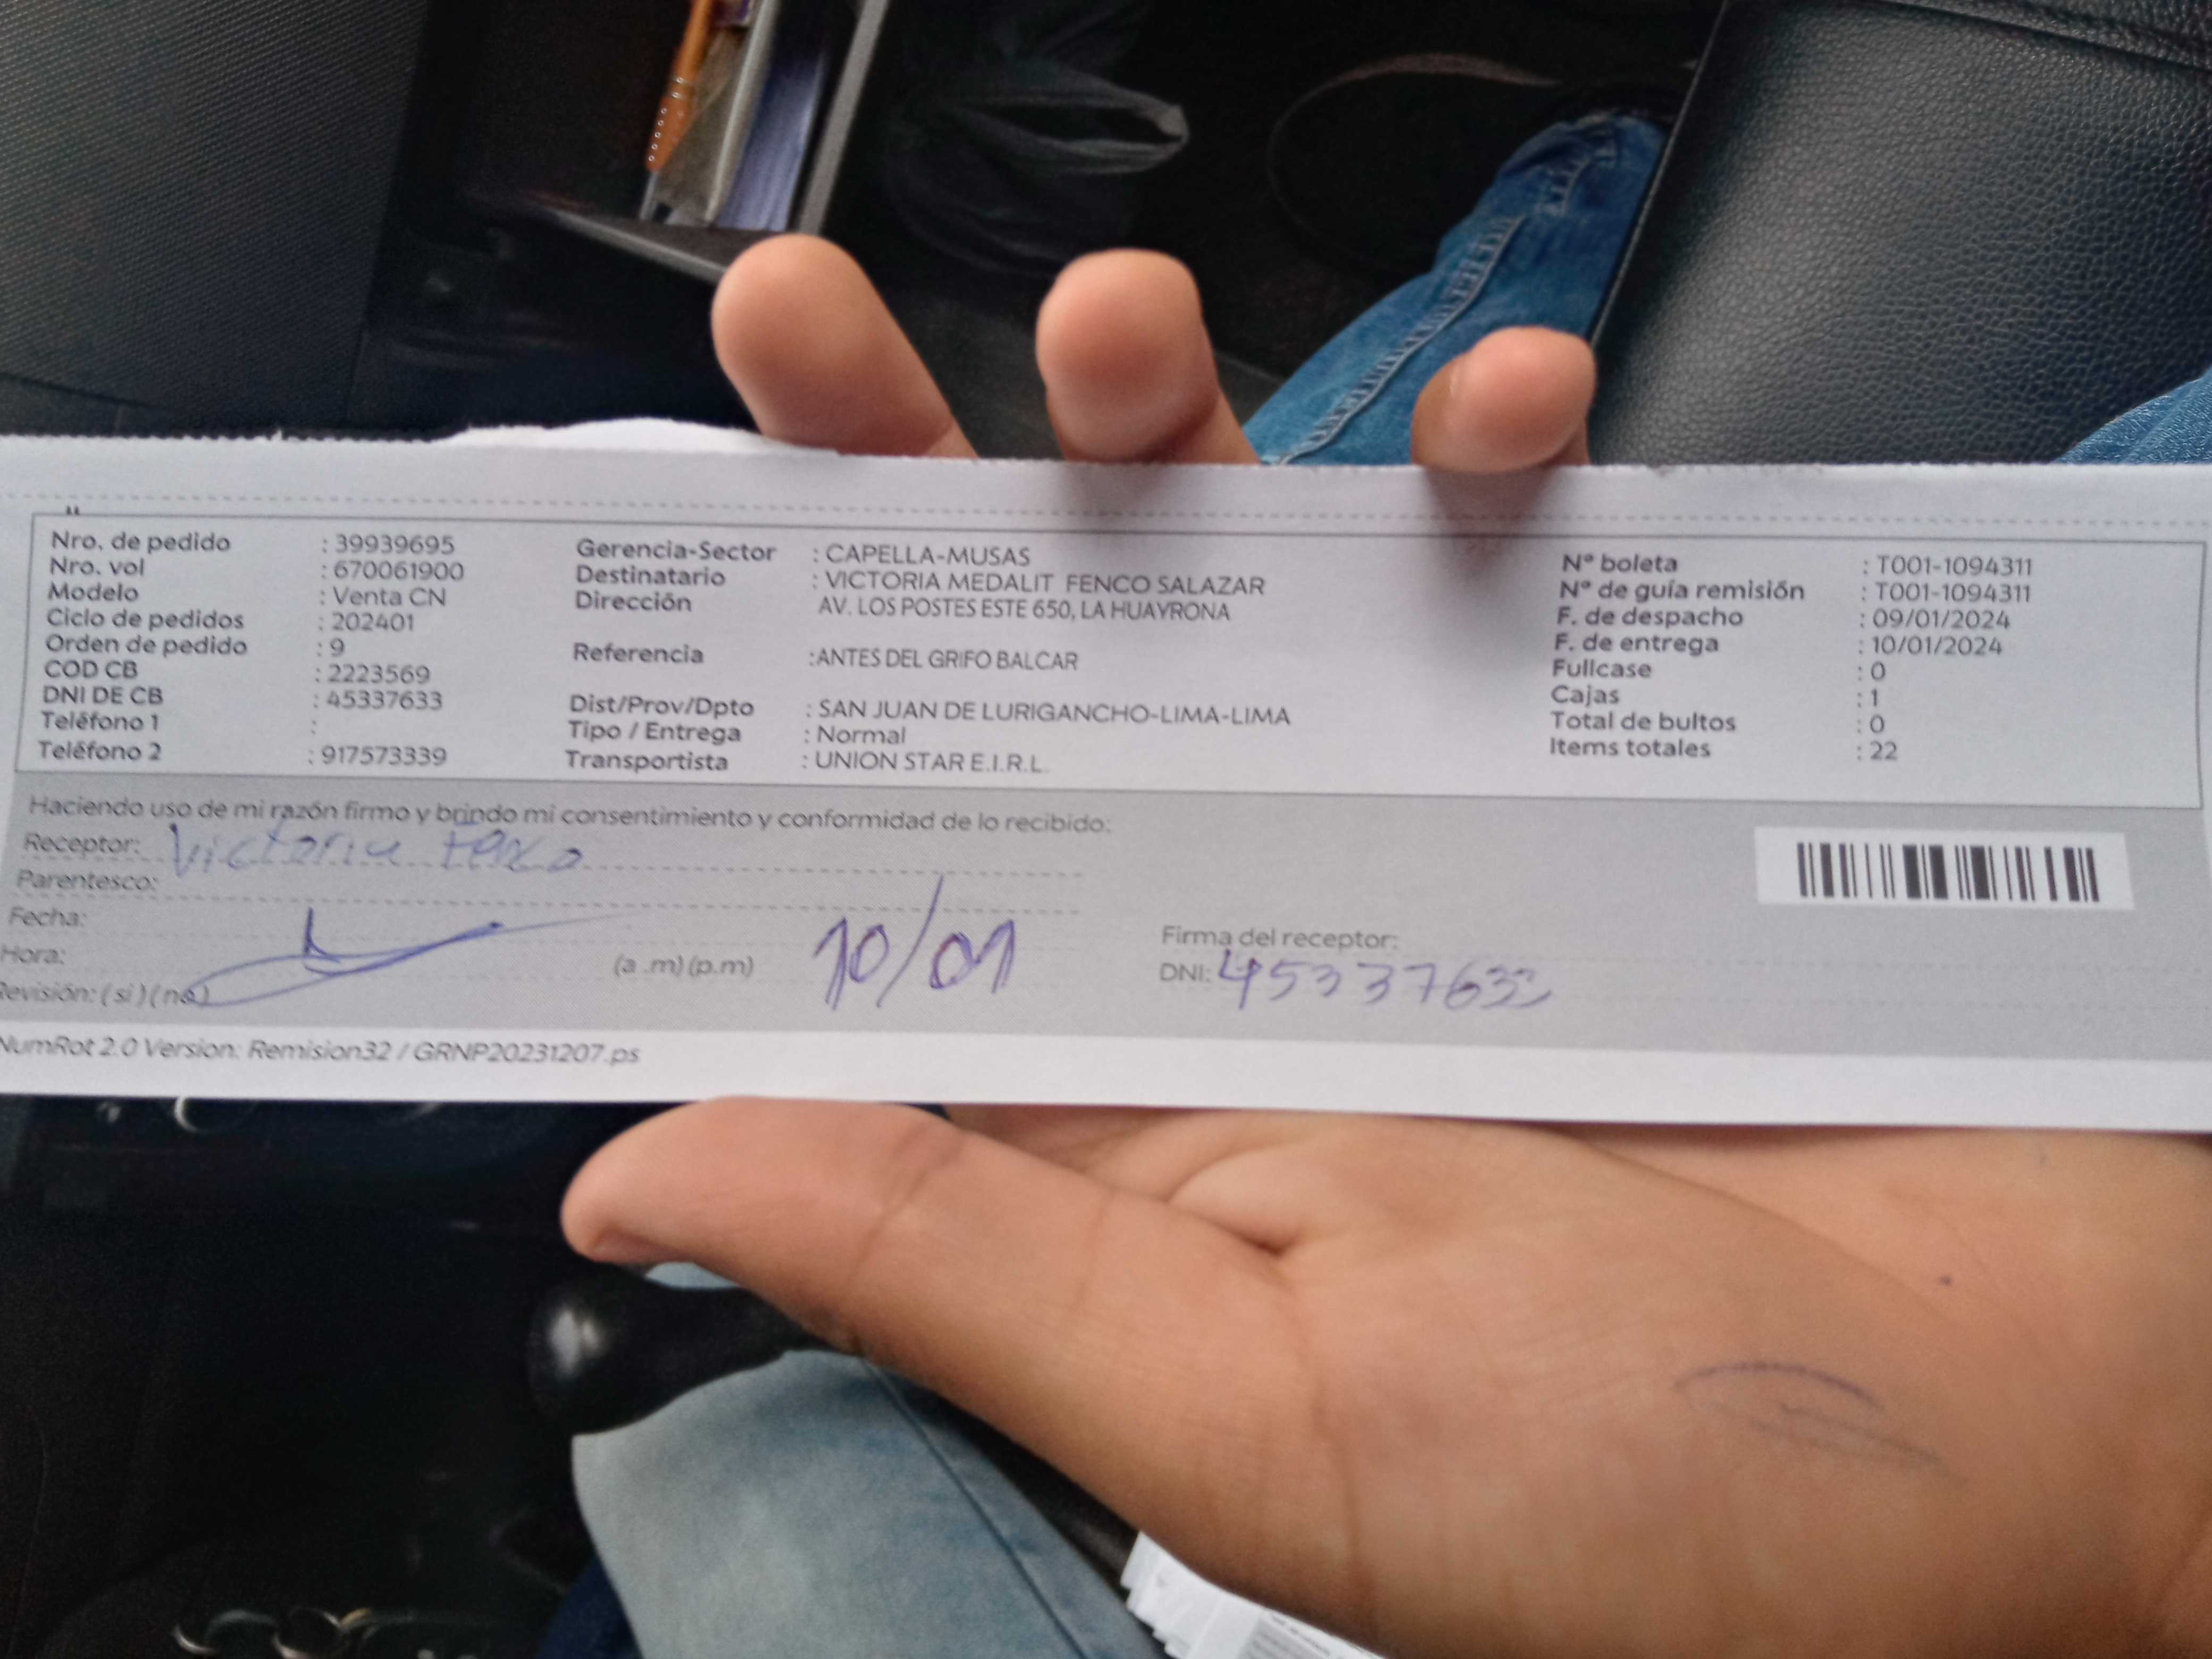 Nro. de pedido : 39939695
Nro. vol : 670061900
Modelo : Venta CN
Ciclo de pedidos : 202401
Orden de pedido : 9
COD CB : 2223569
DNI DE CB : 45337633
Teléfono 1 :
Teléfono 2 : 917573339
Gerencia-Sector : CAPELLA-MUSAS
Destinatario : VICTORIA MEDALIT FENCO SALAZAR
Dirección AV. LOS POSTES ESTE 650, LA HUAYRONA
Referencia :ANTES DEL GRIFO BALCAR
Dist/Prov/Dpto : SAN JUAN DE LURIGANCHO-LIMA-LIMA
Tipo / Entrega : Normal
Transportista : UNION STAR E.I.R.L.
Nº boleta : T001-1094311
Nº de guía remisión : T001-1094311
F. de despacho : 09/01/2024
F. de entrega : 10/01/2024
Fullcase : 0
Cajas : 1
Total de bultos : 0
Items totales : 22
Haciendo uso de mi razón firmo y brindo mi consentimiento y conformidad de lo recibido:
Receptor: Victoria Fenco
Parentesco:
Fecha:
Hora: (a .m) (p.m) 10/01
Revisión: ( si ) ( no )
Firma del receptor:
DNI: 45337633
NumRot 2.0 Version: Remision32 / GRNP20231207.ps